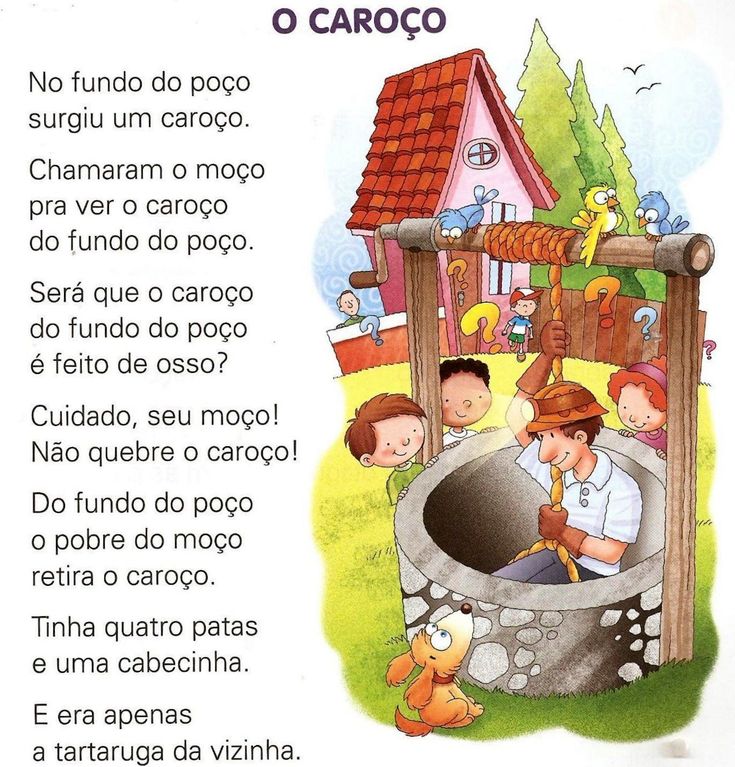 O CAROÇO
No fundo do poço
surgiu um caroço.
Chamaram o moço
pra ver o caroço
do fundo do poço.
Será que o caroço
do fundo do poço
é feito de osso?
Cuidado, seu moço!
Não quebre o caroço!
Do fundo do poço
o pobre do moço
retira o caroço.
Tinha quatro patas
e uma cabecinha.
E era apenas
a tartaruga da vizinha.